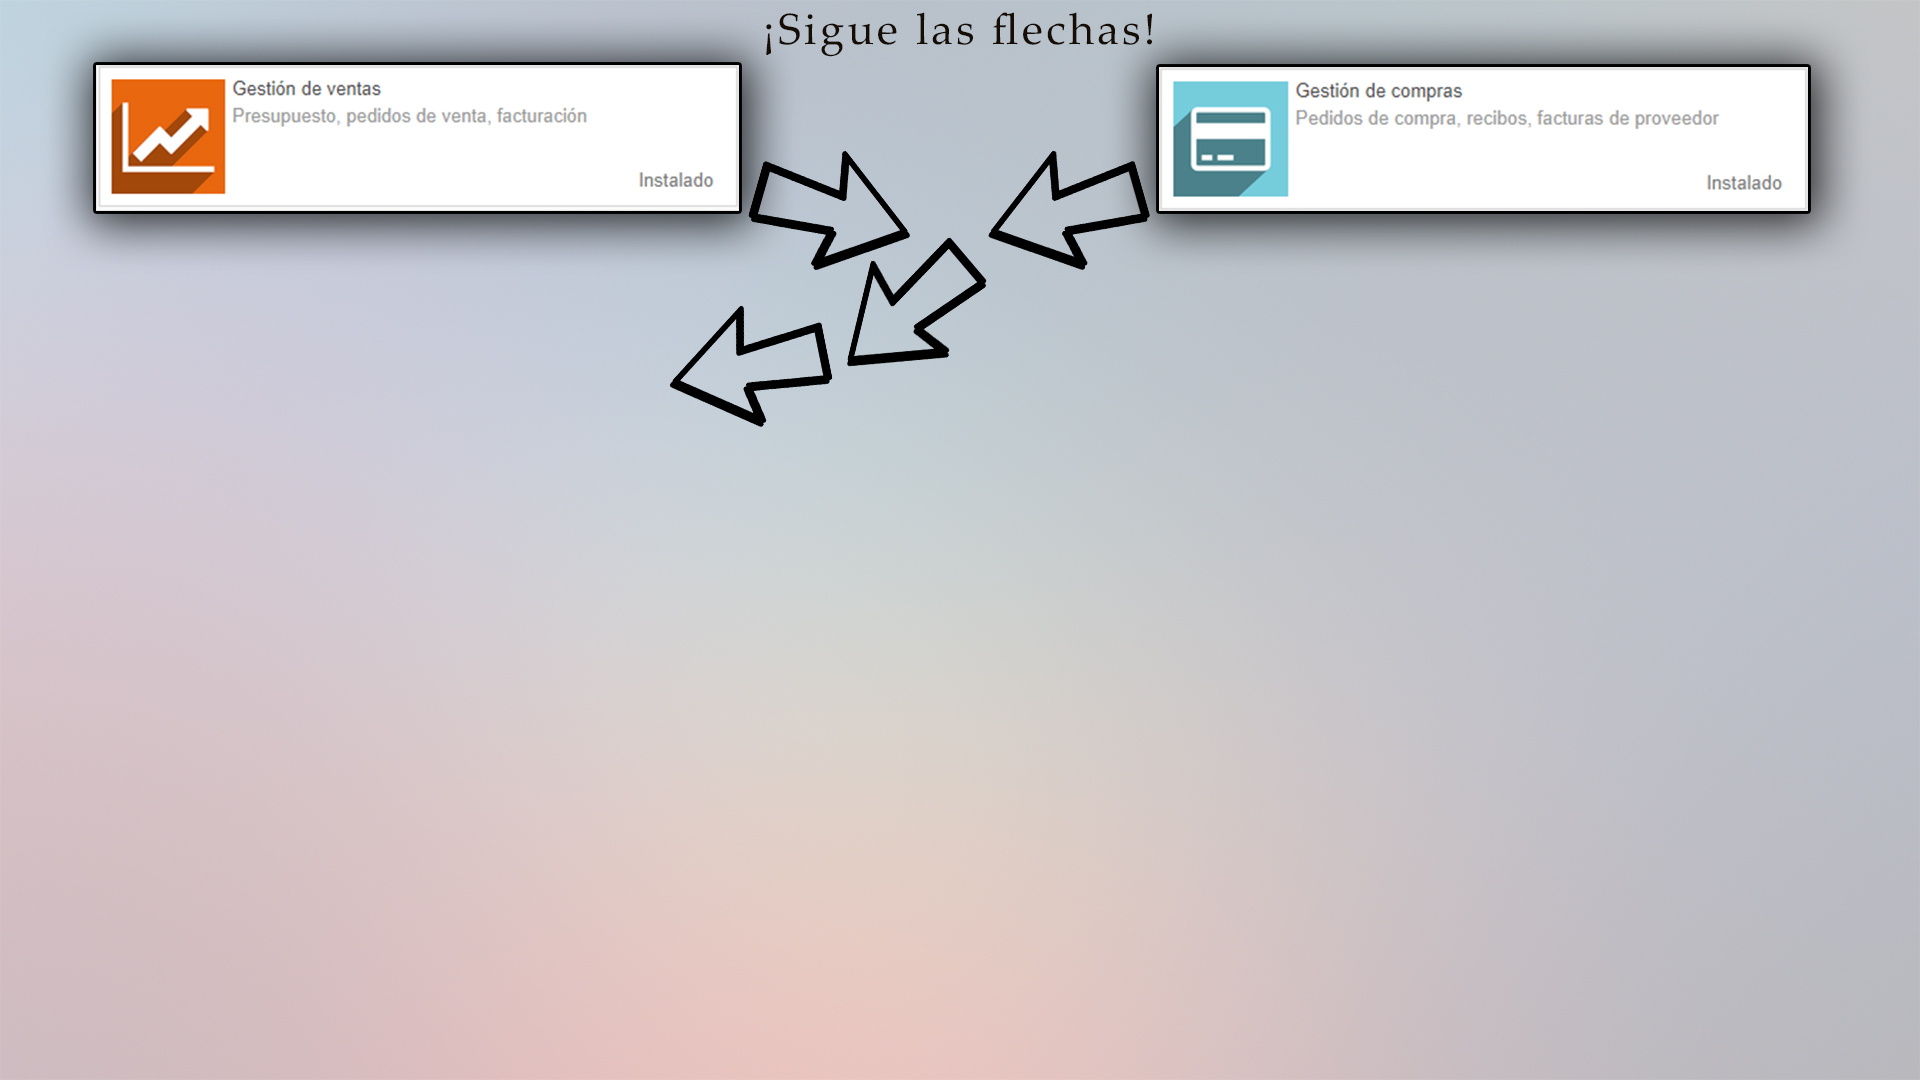 ¡Sigue las flechas!
Gestión de ventas
Presupuesto, pedidos de venta, facturación
Instalado
Gestión de compras
Pedidos de compra, recibos, facturas de proveedor
Instalado